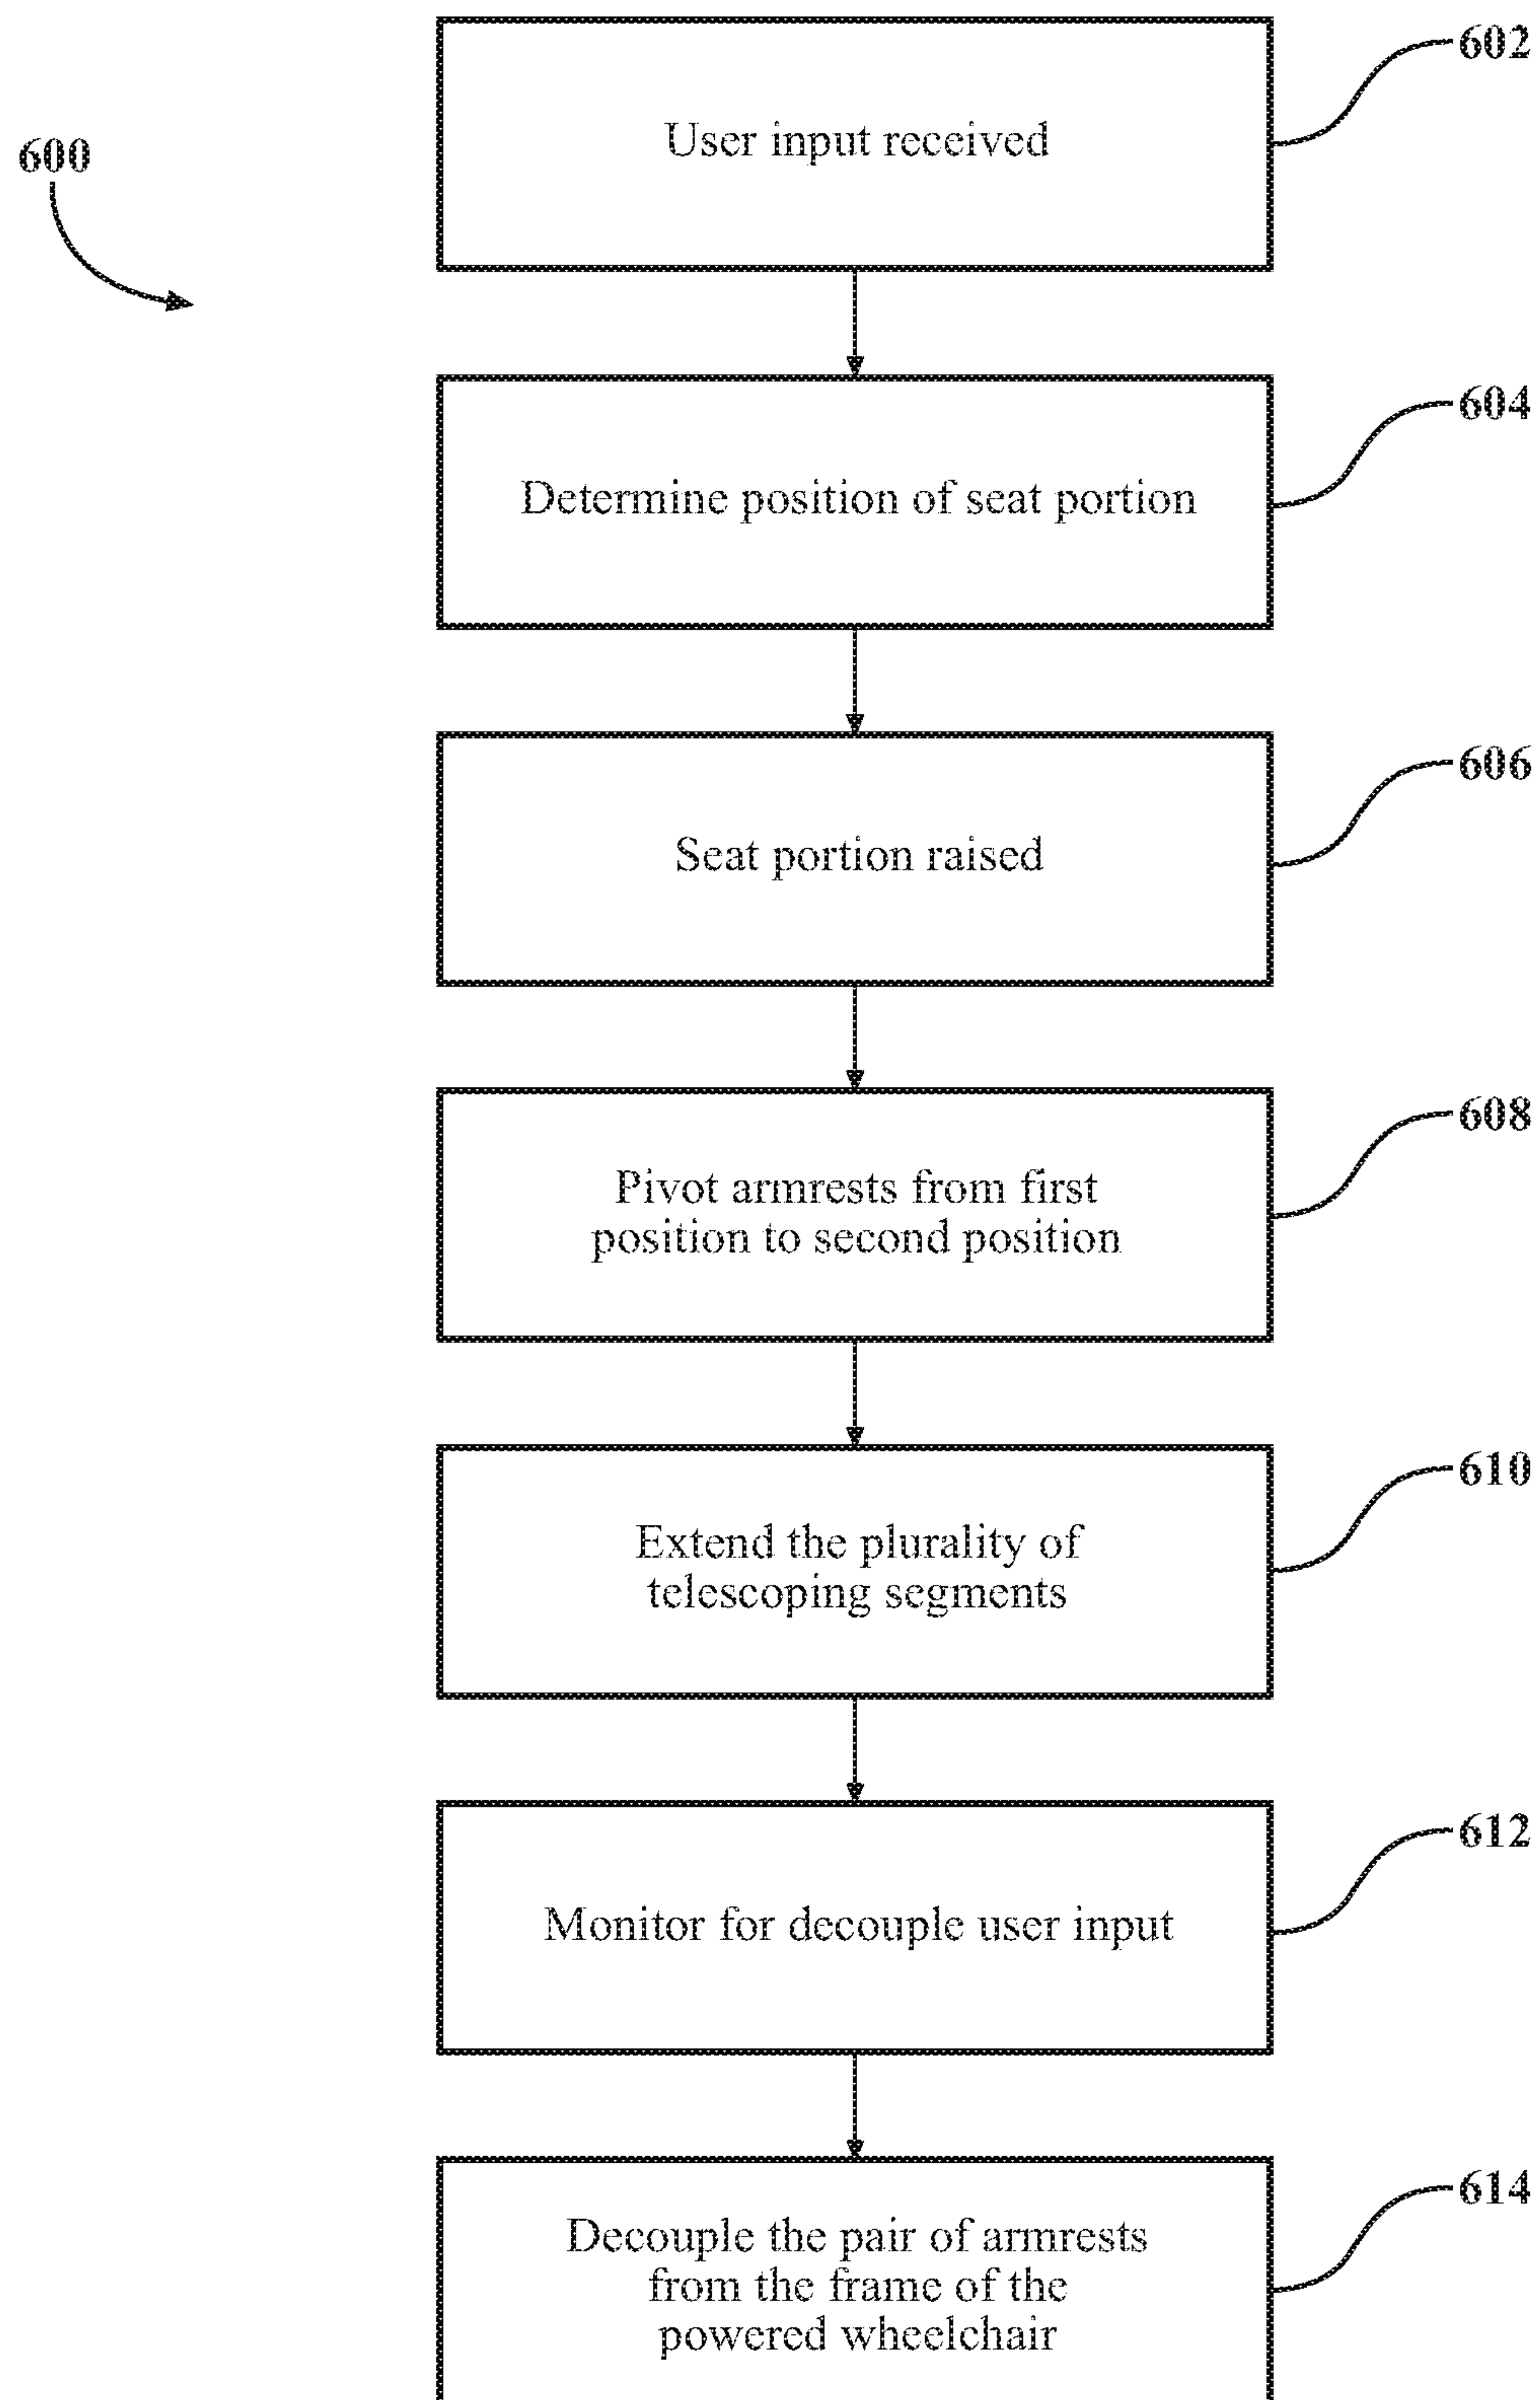 602
User input received
600
604
Determine position of seat portion
606
Seat portion raised
608
Pivot armrests from first
position to second position
610
Extend the plurality of
telescoping segments
612
Monitor for decouple user input
614
Decouple the pair of armrests
from the frame of the
powered wheelchair